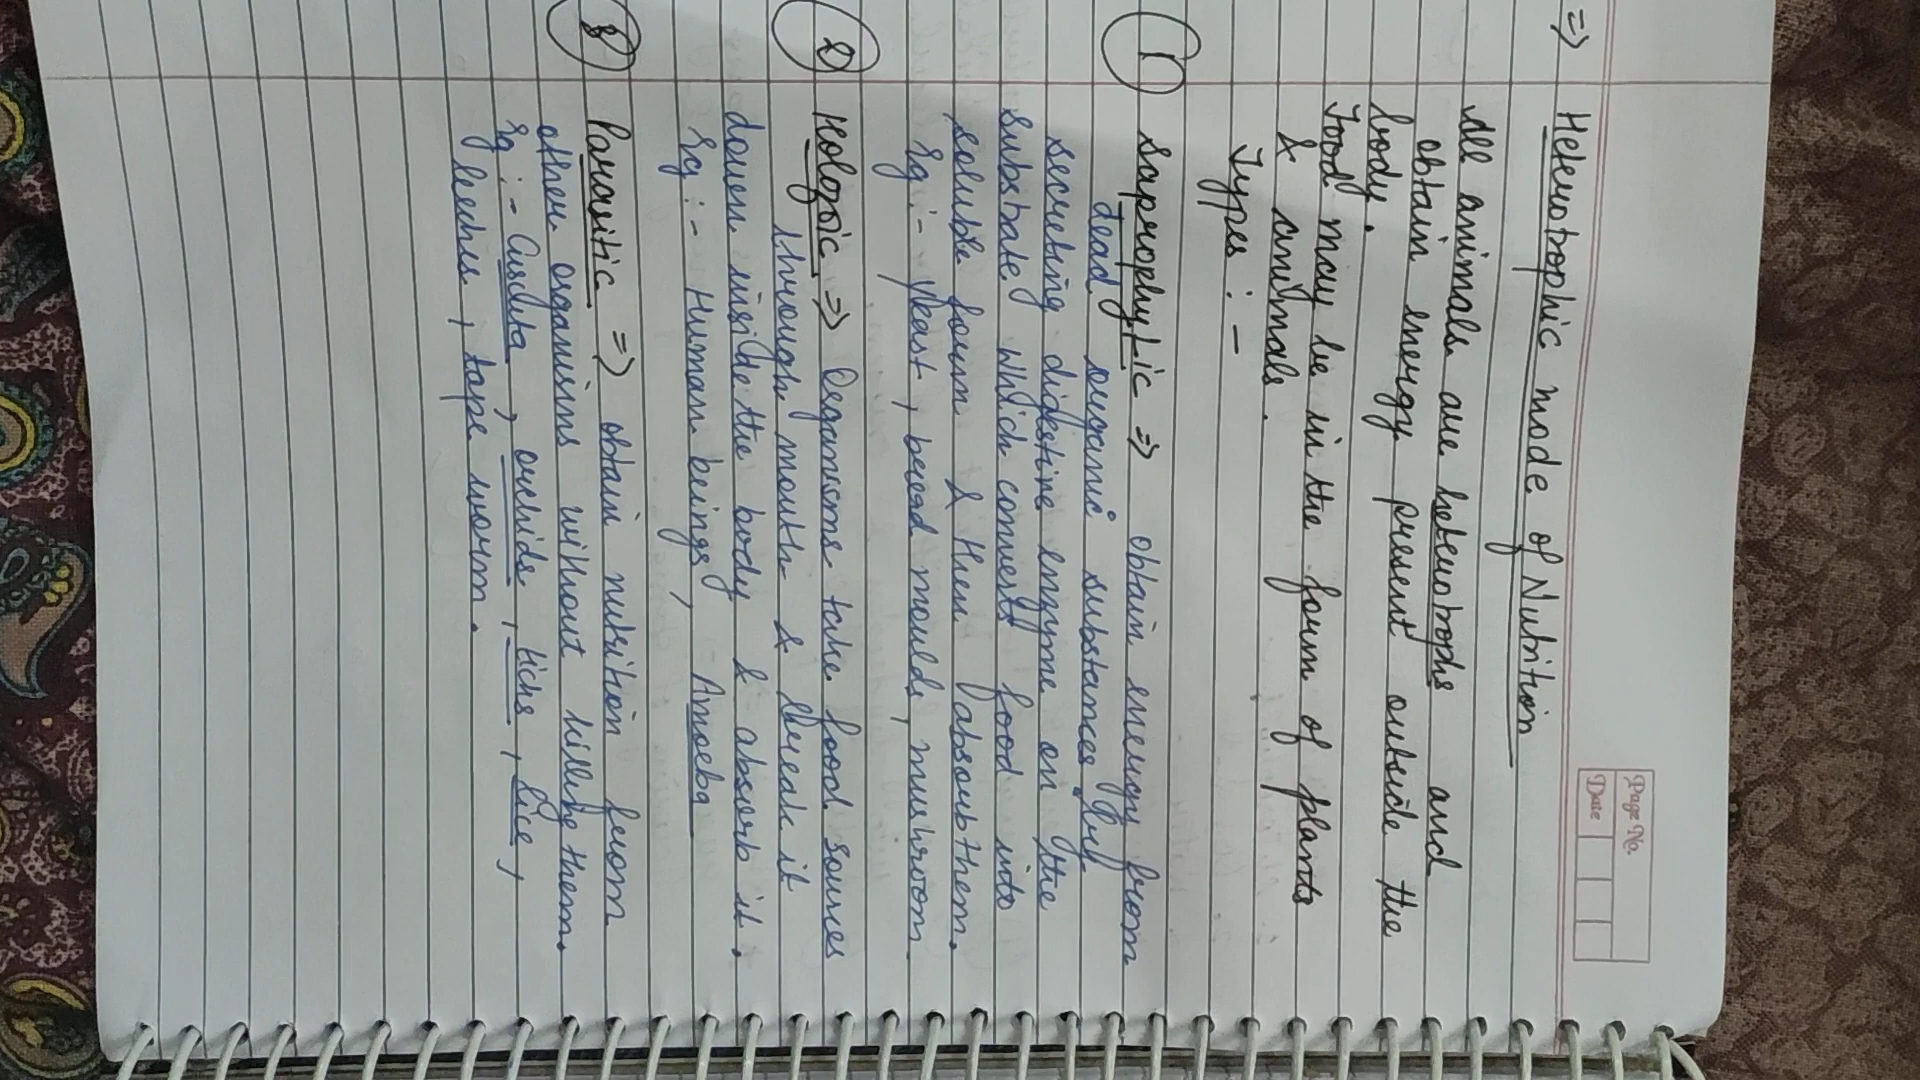 Page No.
Date
=> Heterotrophic mode of Nutrition
All animals are heterotrophs and
obtain energy present outside the
body.
Food may be in the form of plants
& animals.
Types :-
1 Saprophytic => obtain energy from
dead organic substances by
secreting digestive enzyme on the
substrate which converts food into
soluble form & then absorb them.
Eg :- yeast, bread moulds, mushroom
2 Holozoic => Organisms take food sources
through mouth & break it
down inside the body & absorb it.
Eg :- Human beings, Amoeba
3 Parasitic => obtain nutrition from
other organisms without killing them.
Eg :- Cuscuta, orchids, ticks, lice,
leeches, tape worm.